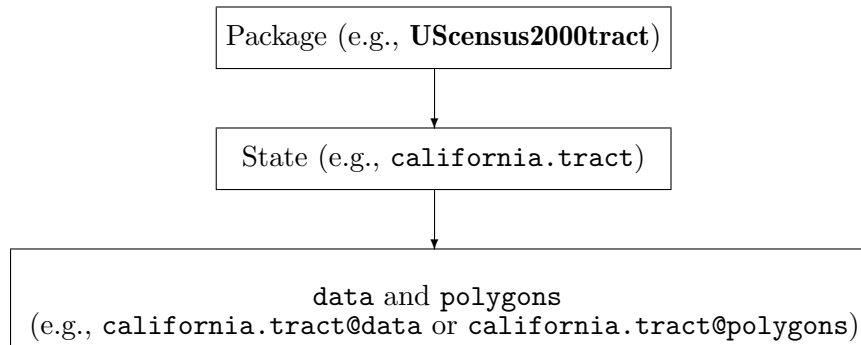 Package (e.g., UScensus2000tract)
State (e.g., california.tract)
data and polygons
(e.g., california.tract@data or california.tract@polygons)